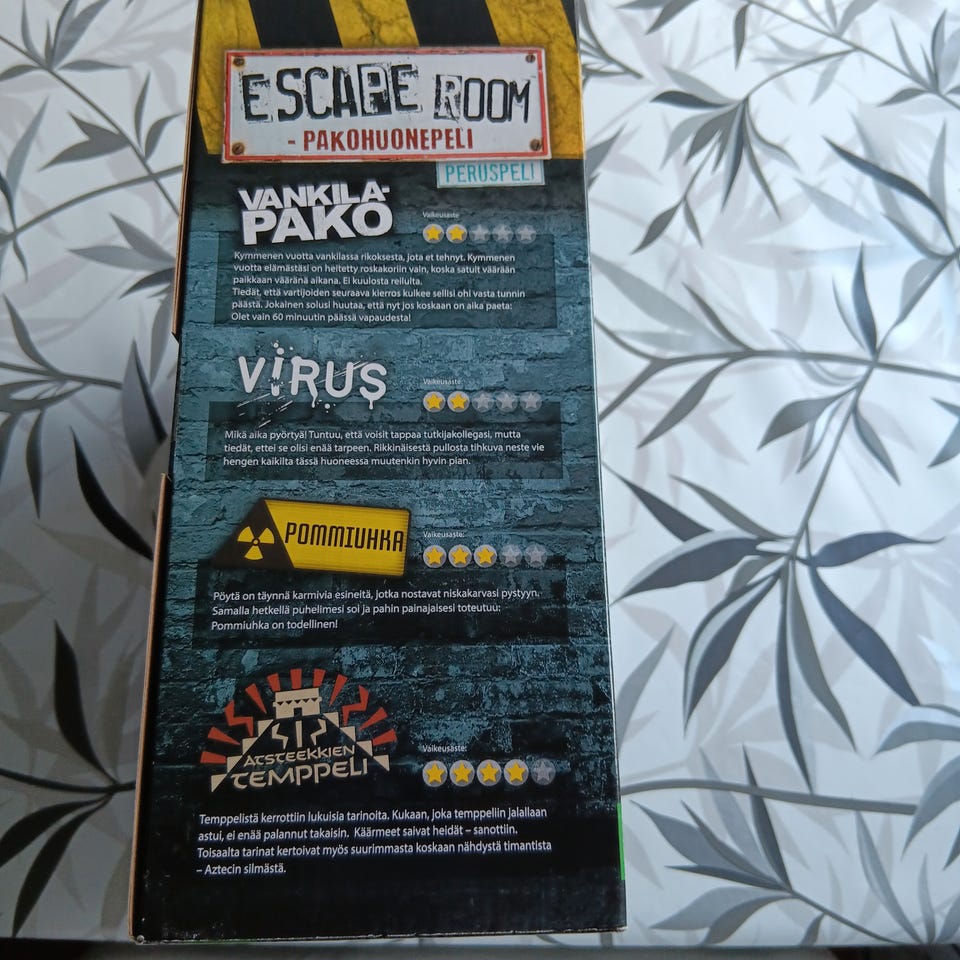 ESCAPE ROOM
- PAKOHUONEPELI
PERUSPELI
VANKILA-
PAKO
Vaikeusaste
Kymmenen vuotta vankilassa rikoksesta, jota et tehnyt. Kymmenen
vuotta elämästäsi on heitetty roskakoriin vain, koska satuit väärään
paikkaan vääränä aikana. Ei kuulosta reilulta.
Tiedät, että vartijoiden seuraava kierros kulkee sellisi ohi vasta tunnin
päästä. Jokainen solusi huutaa, että nyt jos koskaan on aika paeta:
Olet vain 60 minuutin päässä vapaudesta!
VIRUS
Vaikeusaste:
Mikä aika pyörtyä! Tuntuu, että voisit tappaa tutkijakollegasi, mutta
tiedät, ettei se olisi enää tarpeen. Rikkinäisestä pullosta tihkuva neste vie
hengen kaikilta tässä huoneessa muutenkin hyvin pian.
POMMIUHKA
Vaikeusaste:
Pöytä on täynnä karmivia esineitä, jotka nostavat niskakarvasi pystyyn.
Samalla hetkellä puhelimesi soi ja pahin painajaisesi toteutuu:
Pommiuhka on todellinen!
ATSTEEKKIEN
TEMPPELI
Vaikeusaste:
Temppelistä kerrottiin lukuisia tarinoita. Kukaan, joka temppeliin jalallaan
astui, ei enää palannut takaisin. Käärmeet saivat heidät – sanottiin.
Toisaalta tarinat kertoivat myös suurimmasta koskaan nähdystä timantista
– Aztecin silmästä.